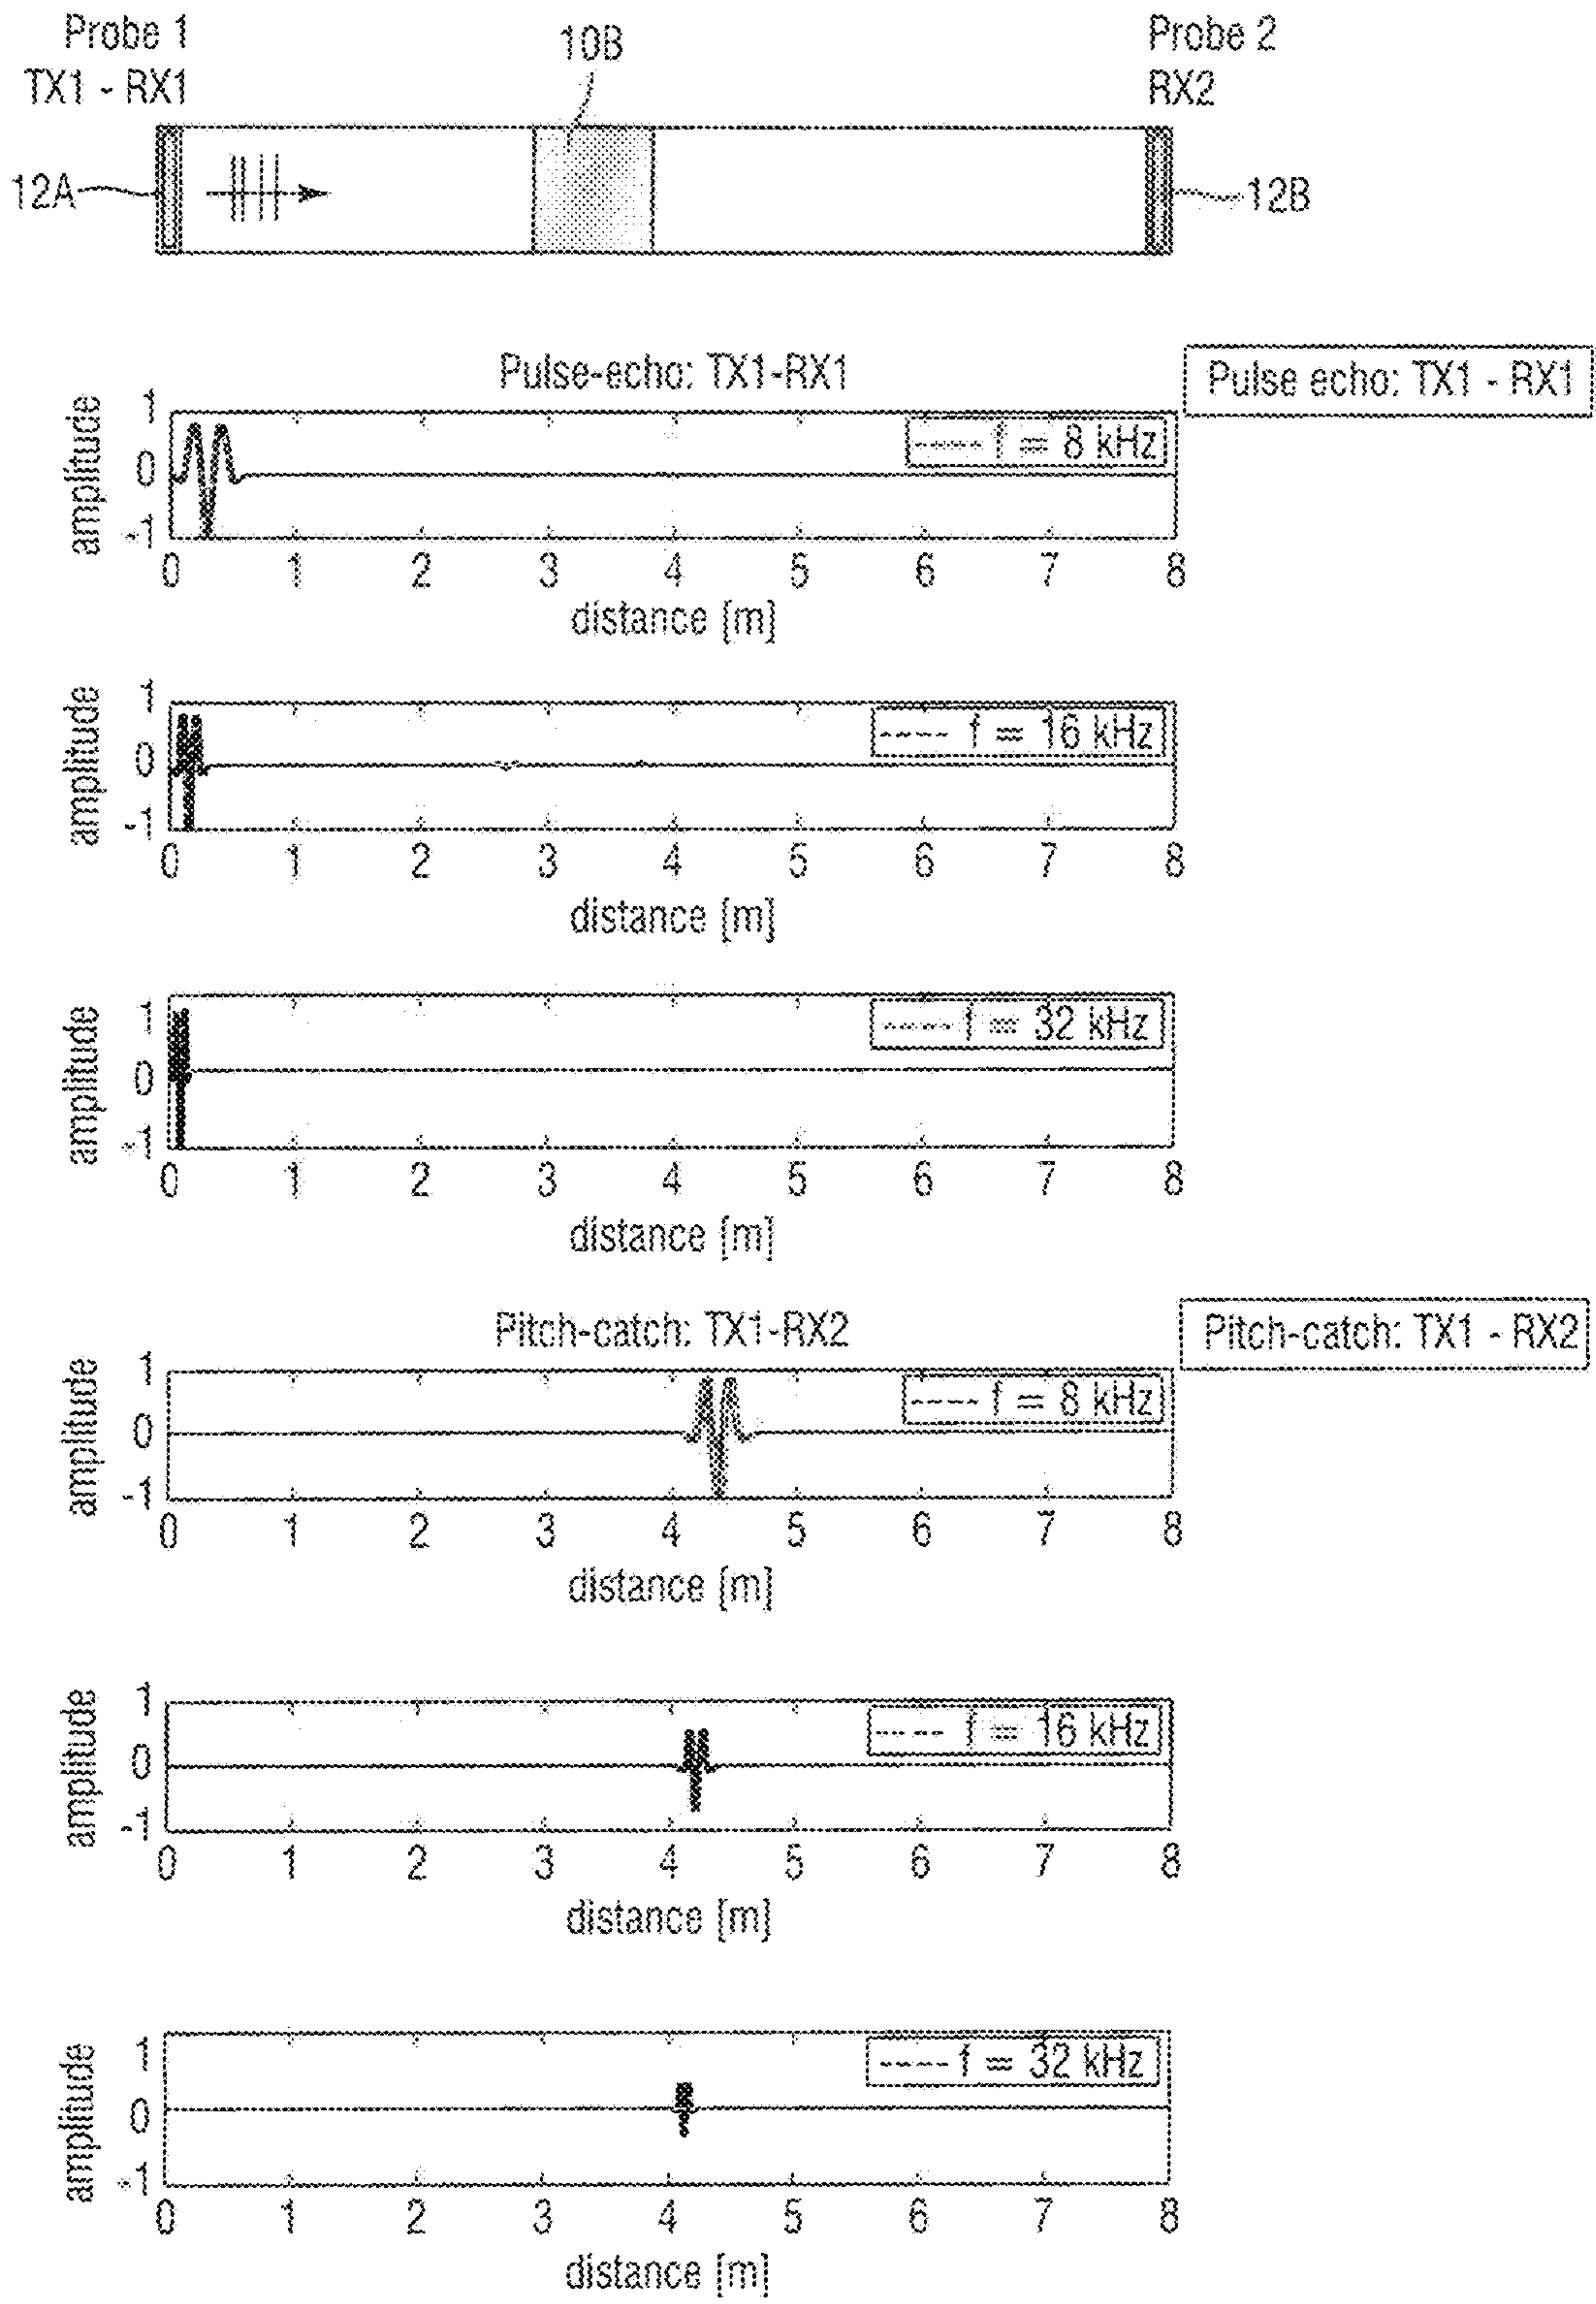 Probe 1
TX1 - RX1
10B
Probe 2
RX2
12A
12B
Pulse-echo: TX1-RX1
Pulse echo: TX1 - RX1
amplitude
1
0
-1
f = 8 kHz
0 1 2 3 4 5 6 7 8
distance [m]
amplitude
1
0
-1
f = 16 kHz
0 1 2 3 4 5 6 7 8
distance [m]
amplitude
1
0
-1
f = 32 kHz
0 1 2 3 4 5 6 7 8
distance [m]
Pitch-catch: TX1-RX2
Pitch-catch: TX1 - RX2
amplitude
1
0
-1
f = 8 kHz
0 1 2 3 4 5 6 7 8
distance [m]
amplitude
1
0
-1
f = 16 kHz
0 1 2 3 4 5 6 7 8
distance [m]
amplitude
1
0
-1
f = 32 kHz
0 1 2 3 4 5 6 7 8
distance [m]